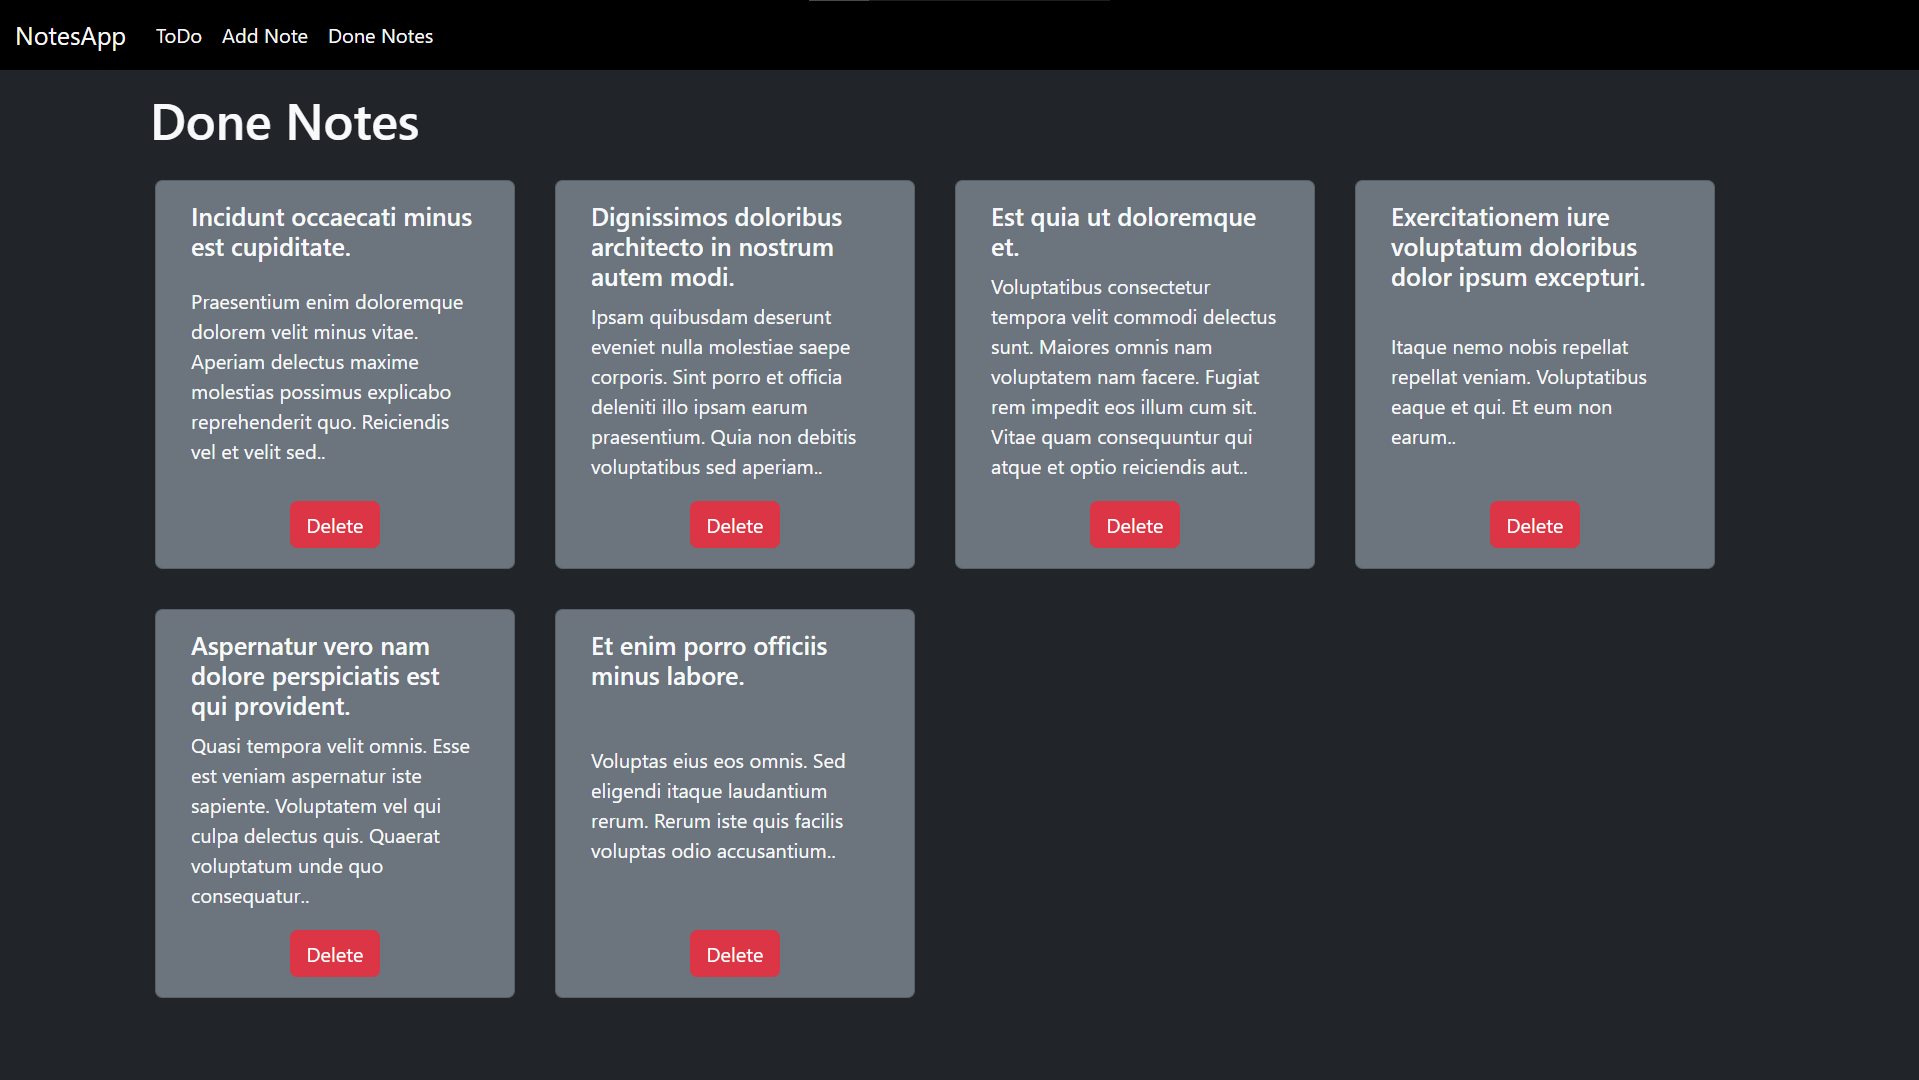 NotesApp ToDo Add Note Done Notes
Done Notes
Incidunt occaecati minus
est cupiditate.
Praesentium enim doloremque
dolorem velit minus vitae.
Aperiam delectus maxime
molestias possimus explicabo
reprehenderit quo. Reiciendis
vel et velit sed..
Delete
Dignissimos doloribus
architecto in nostrum
autem modi.
Ipsam quibusdam deserunt
eveniet nulla molestiae saepe
corporis. Sint porro et officia
deleniti illo ipsam earum
praesentium. Quia non debitis
voluptatibus sed aperiam..
Delete
Est quia ut doloremque
et.
Voluptatibus consectetur
tempora velit commodi delectus
sunt. Maiores omnis nam
voluptatem nam facere. Fugiat
rem impedit eos illum cum sit.
Vitae quam consequuntur qui
atque et optio reiciendis aut..
Delete
Exercitationem iure
voluptatum doloribus
dolor ipsum excepturi.
Itaque nemo nobis repellat
repellat veniam. Voluptatibus
eaque et qui. Et eum non
earum..
Delete
Aspernatur vero nam
dolore perspiciatis est
qui provident.
Quasi tempora velit omnis. Esse
est veniam aspernatur iste
sapiente. Voluptatem vel qui
culpa delectus quis. Quaerat
voluptatum unde quo
consequatur..
Delete
Et enim porro officiis
minus labore.
Voluptas eius eos omnis. Sed
eligendi itaque laudantium
rerum. Rerum iste quis facilis
voluptas odio accusantium..
Delete